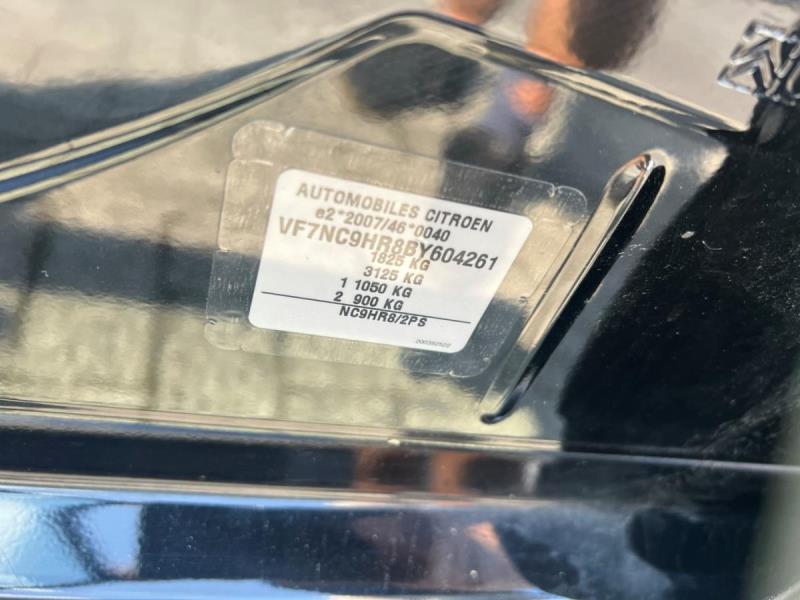 AUTOMOBILES CITROEN
e2*2007/46*0040
VF7NC9HR8BY604261
1825 KG
3125 KG
1 1050 KG
2 900 KG
NC9HR8/2PS